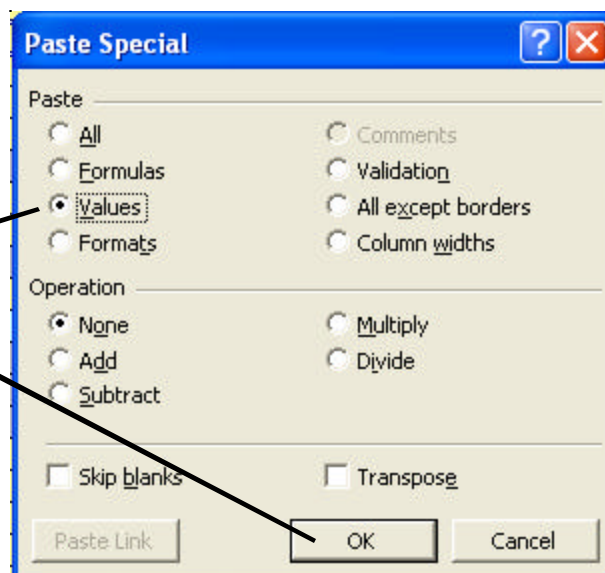 Paste Special
Paste
All
Formulas
Values
Formats
Comments
Validation
All except borders
Column widths
Operation
None
Add
Subtract
Multiply
Divide
Skip blanks
Transpose
Paste Link
OK
Cancel